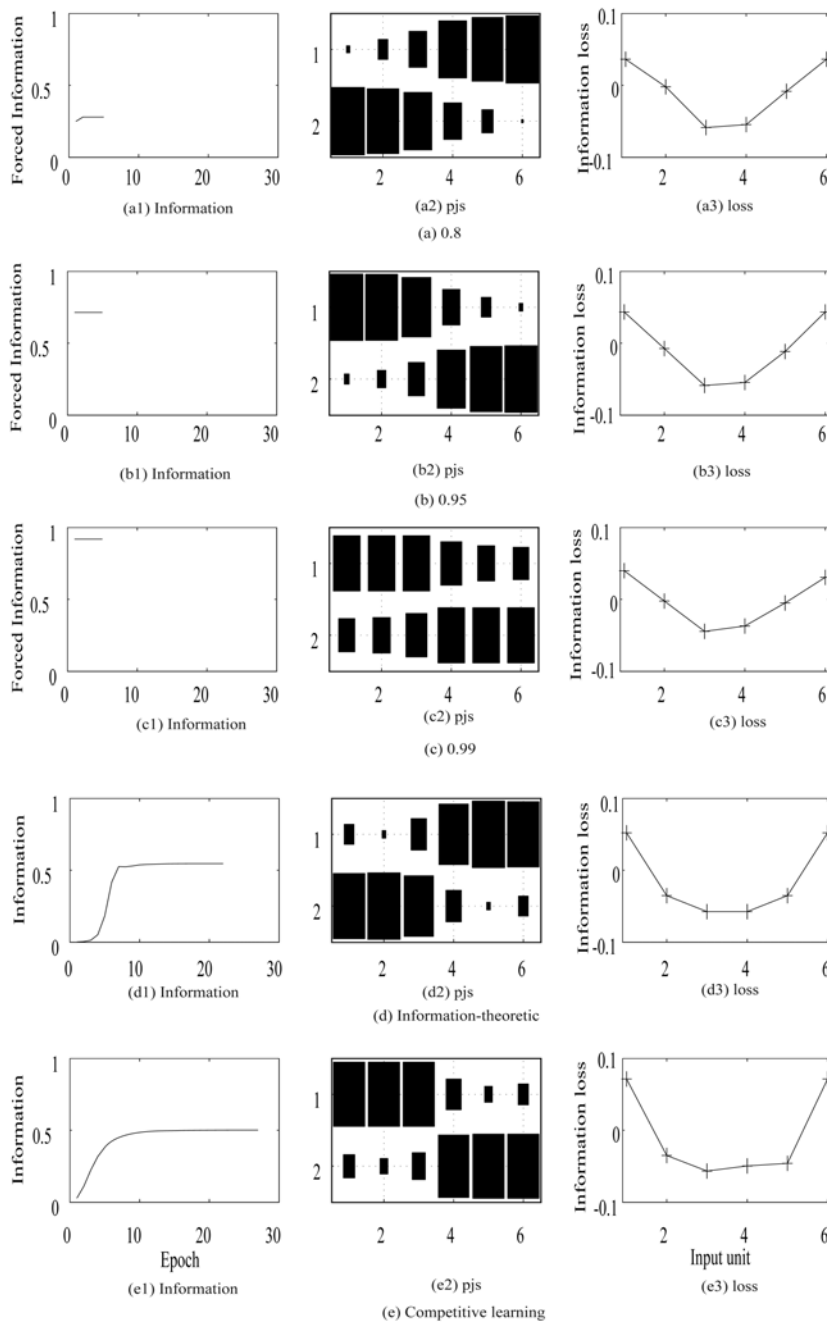 Forced Information
1
0.5
0
0 10 20 30
(a1) Information
1
2
2 4 6
(a2) pjs
Information loss
0.1
0
-0.1
2 4 6
(a3) loss
(a) 0.8
Forced Information
1
0.5
0
0 10 20 30
(b1) Information
1
2
2 4 6
(b2) pjs
Information loss
0.1
0
-0.1
2 4 6
(b3) loss
(b) 0.95
Forced Information
1
0.5
0
0 10 20 30
(c1) Information
1
2
2 4 6
(c2) pjs
Information loss
0.1
0
-0.1
2 4 6
(c3) loss
(c) 0.99
Information
1
0.5
0
0 10 20 30
(d1) Information
1
2
2 4 6
(d2) pjs
Information loss
0.1
0
-0.1
2 4 6
(d3) loss
(d) Information-theoretic
Information
1
0.5
0
0 10 20 30
Epoch
(e1) Information
1
2
2 4 6
(e2) pjs
Information loss
0.1
0
-0.1
2 4 6
Input unit
(e3) loss
(e) Competitive learning